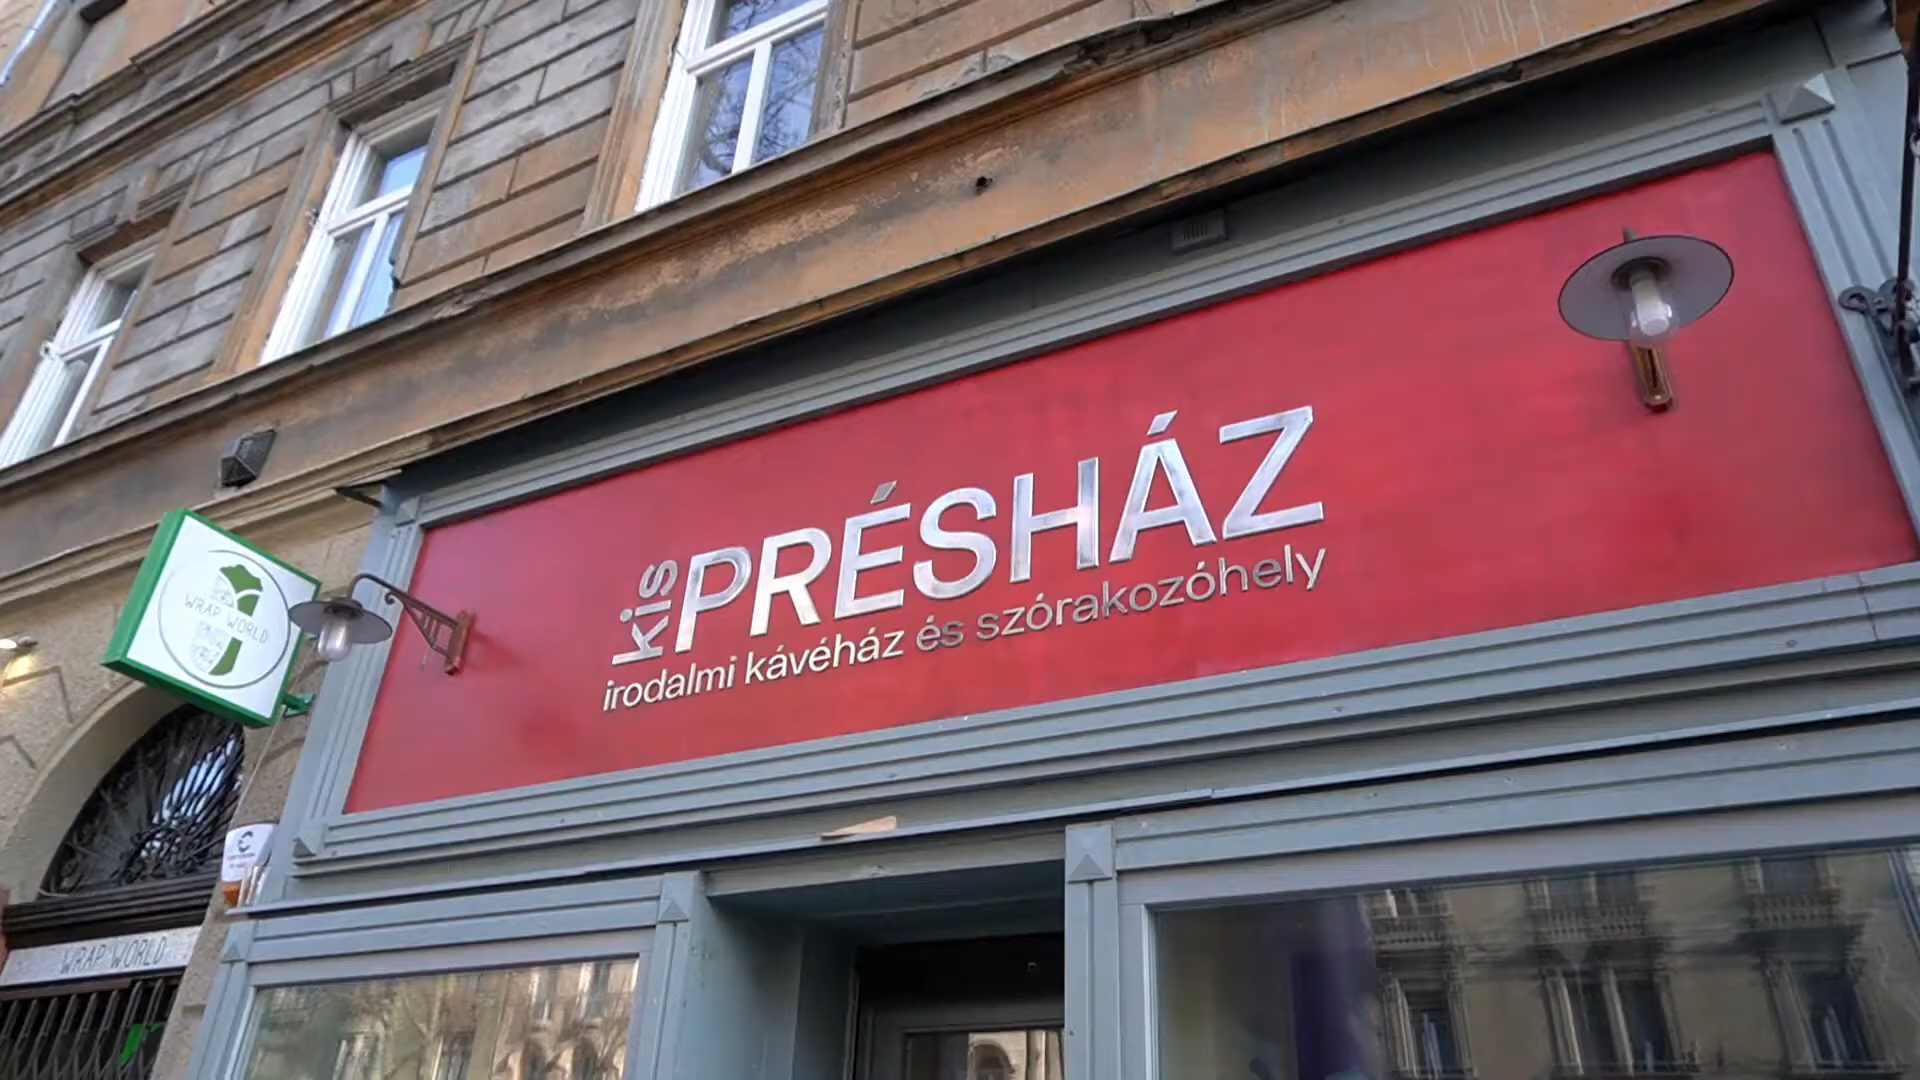 kis
PRÉSHÁZ
irodalmi kávéház és szórakozóhely
WRAP WORLD
WRAP WORLD